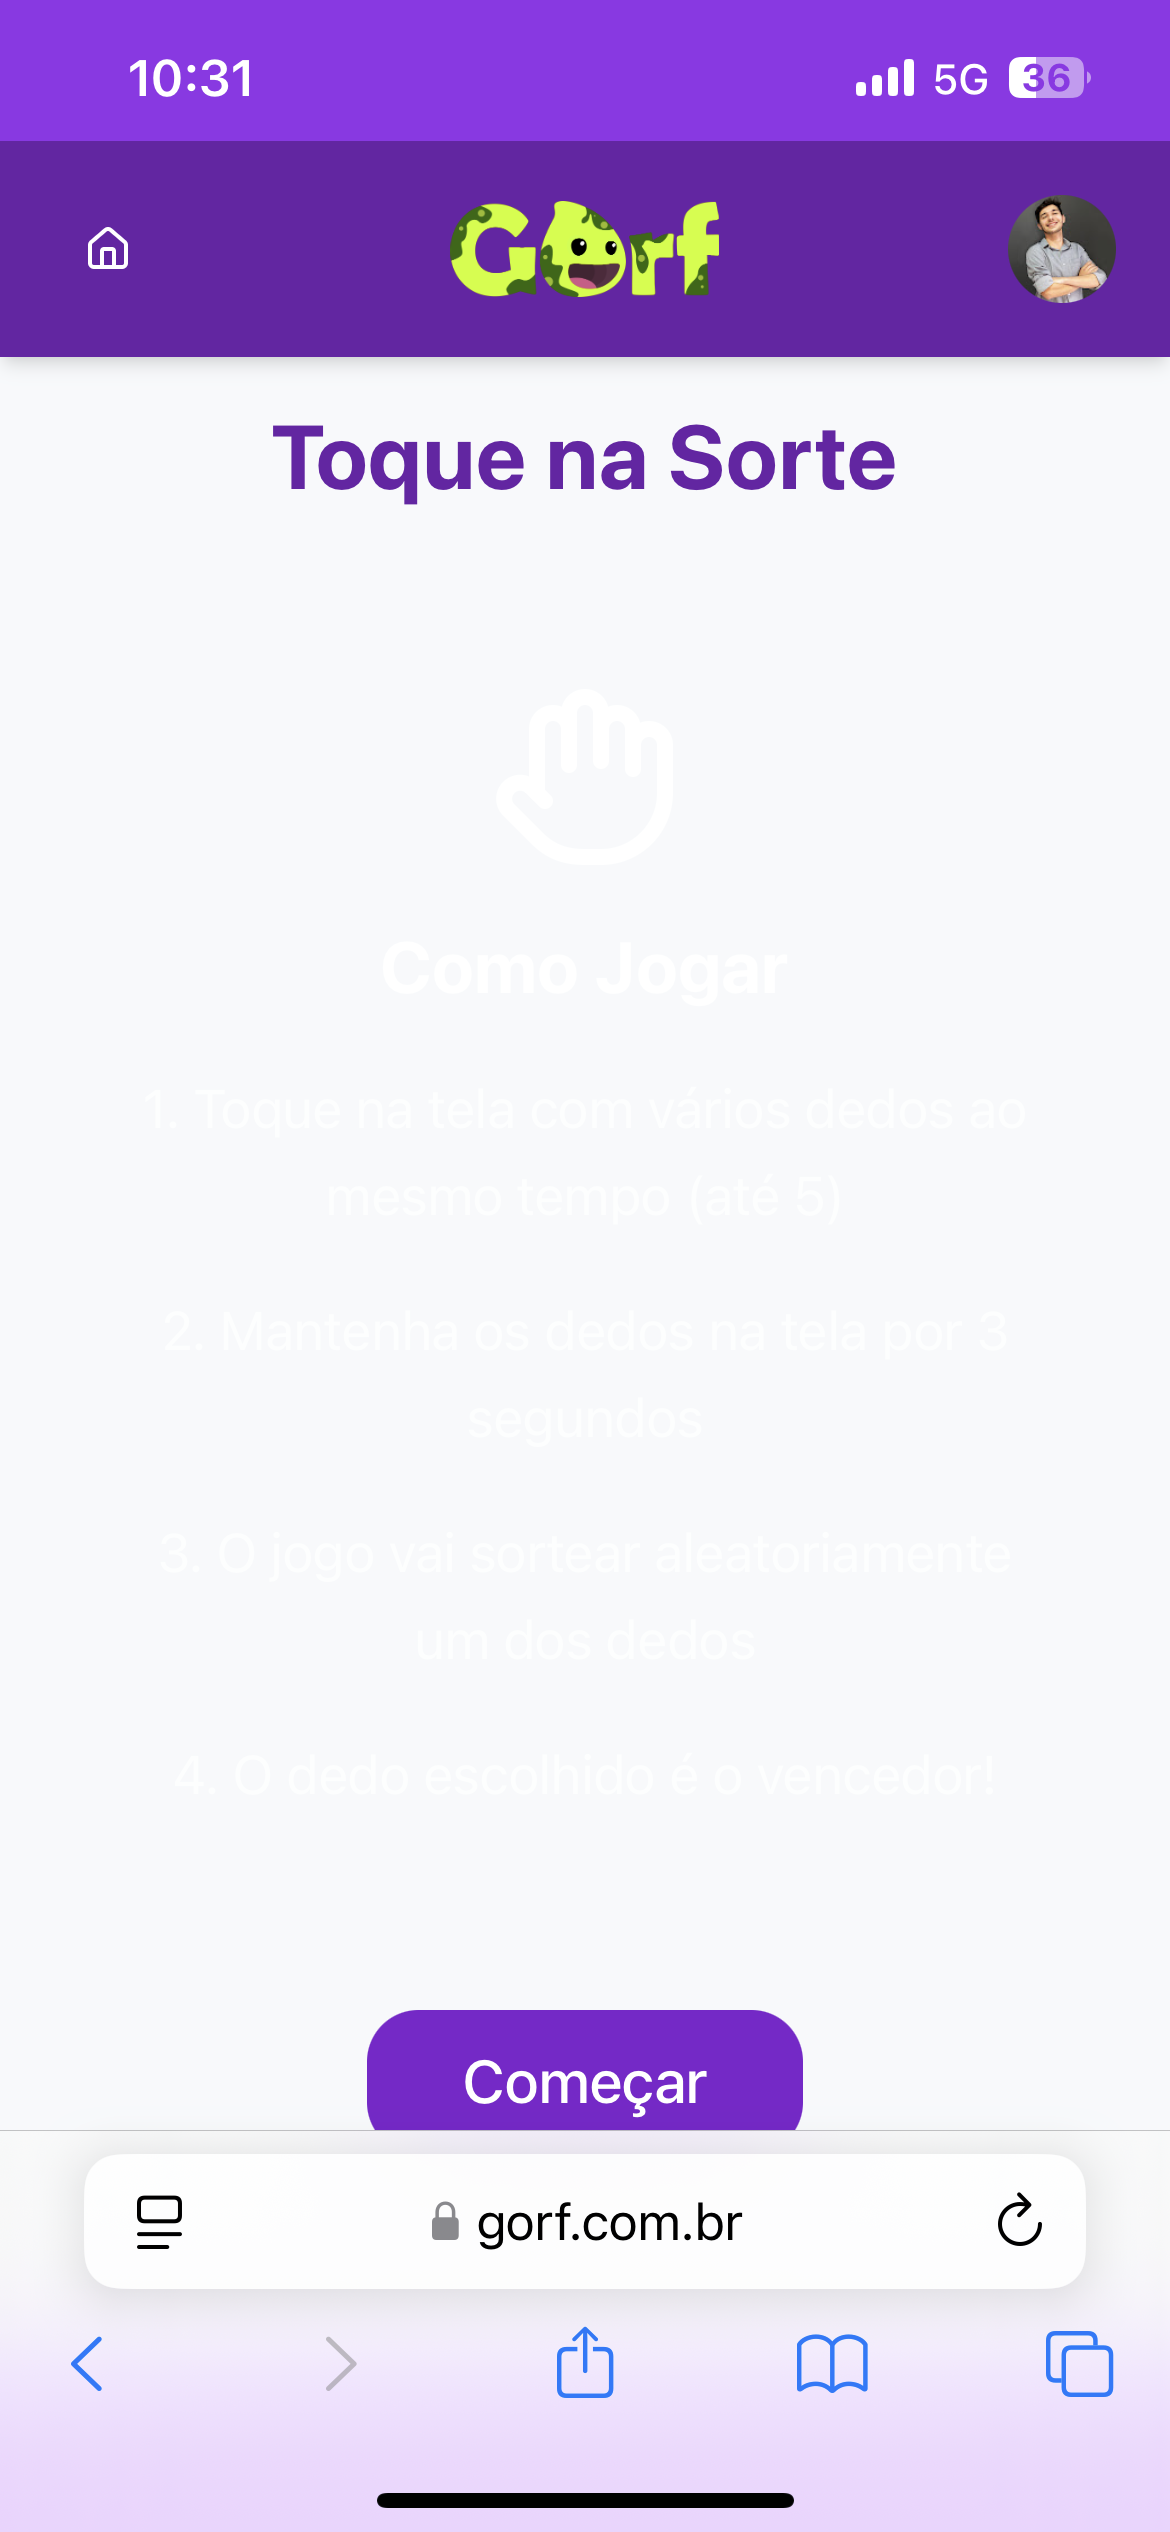 10:31 5G 36
Gorf
Toque na Sorte
Como Jogar
1. Toque na tela com vários dedos ao
mesmo tempo (até 5)
2. Mantenha os dedos na tela por 3
segundos
3. O jogo vai sortear aleatoriamente
um dos dedos
4. O dedo escolhido é o vencedor!
Começar
gorf.com.br